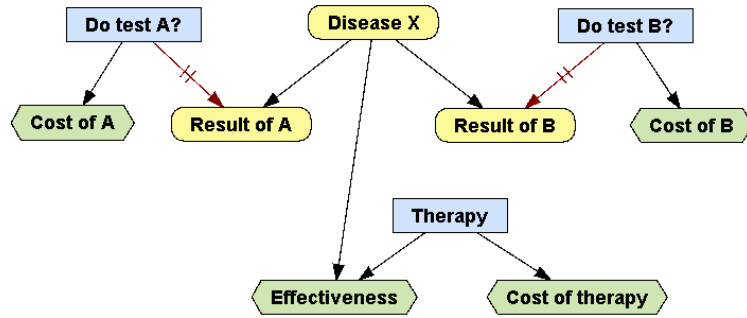 Do test A?
Disease X
Do test B?
Cost of A
Result of A
Result of B
Cost of B
Therapy
Effectiveness
Cost of therapy